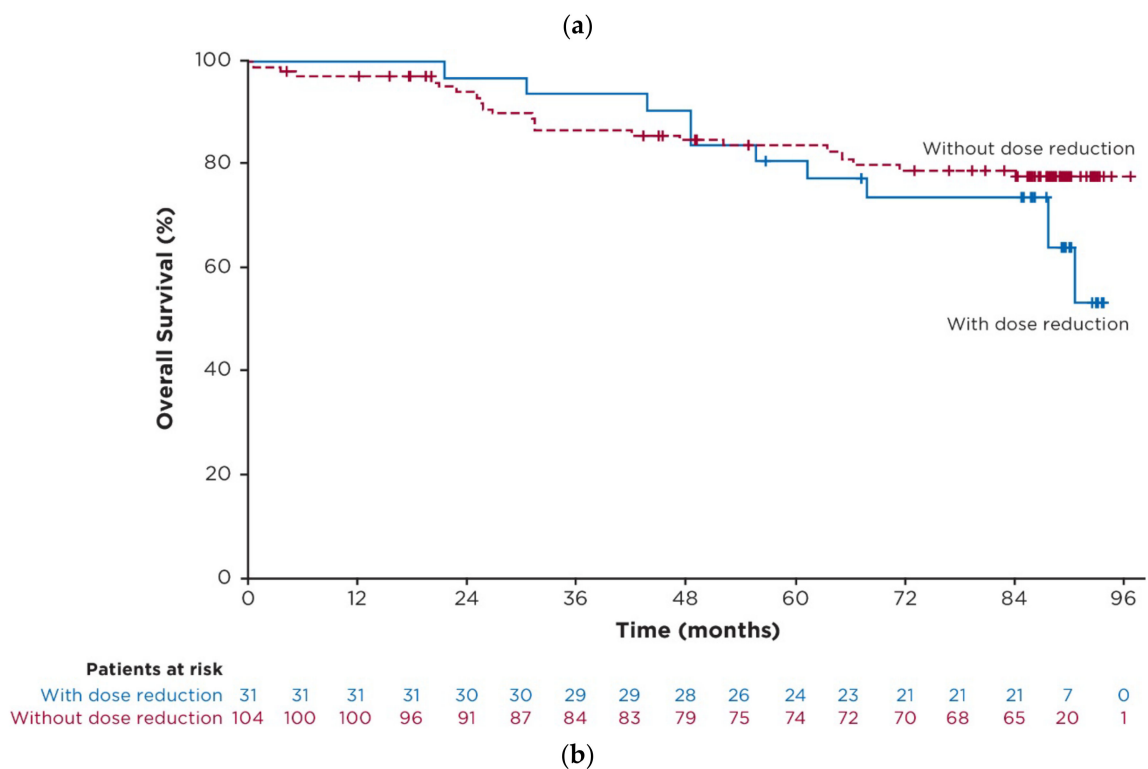 (a)
100
80
60
40
20
0
Overall Survival (%)
Without dose reduction
With dose reduction
0 12 24 36 48 60 72 84 96
Time (months)
Patients at risk
With dose reduction 31 31 31 31 30 30 29 29 28 26 24 23 21 21 21 7 0
Without dose reduction 104 100 100 96 91 87 84 83 79 75 74 72 70 68 65 20 1
(b)